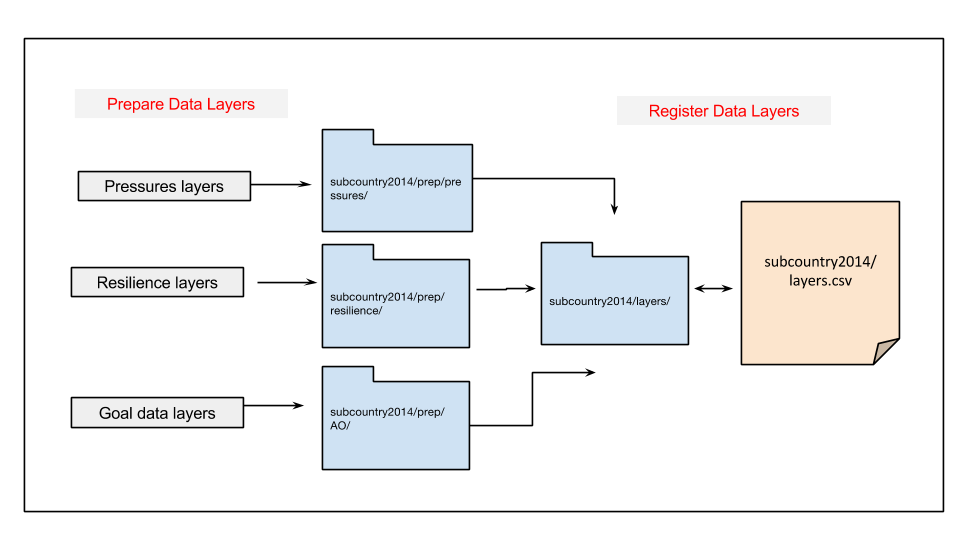 Prepare Data Layers
Register Data Layers
Pressures layers
subcountry2014/prep/pre
ssures/
Resilience layers
subcountry2014/prep/
resilience/
subcountry2014/layers/
subcountry2014/
layers.csv
Goal data layers
subcountry2014/prep/
AO/